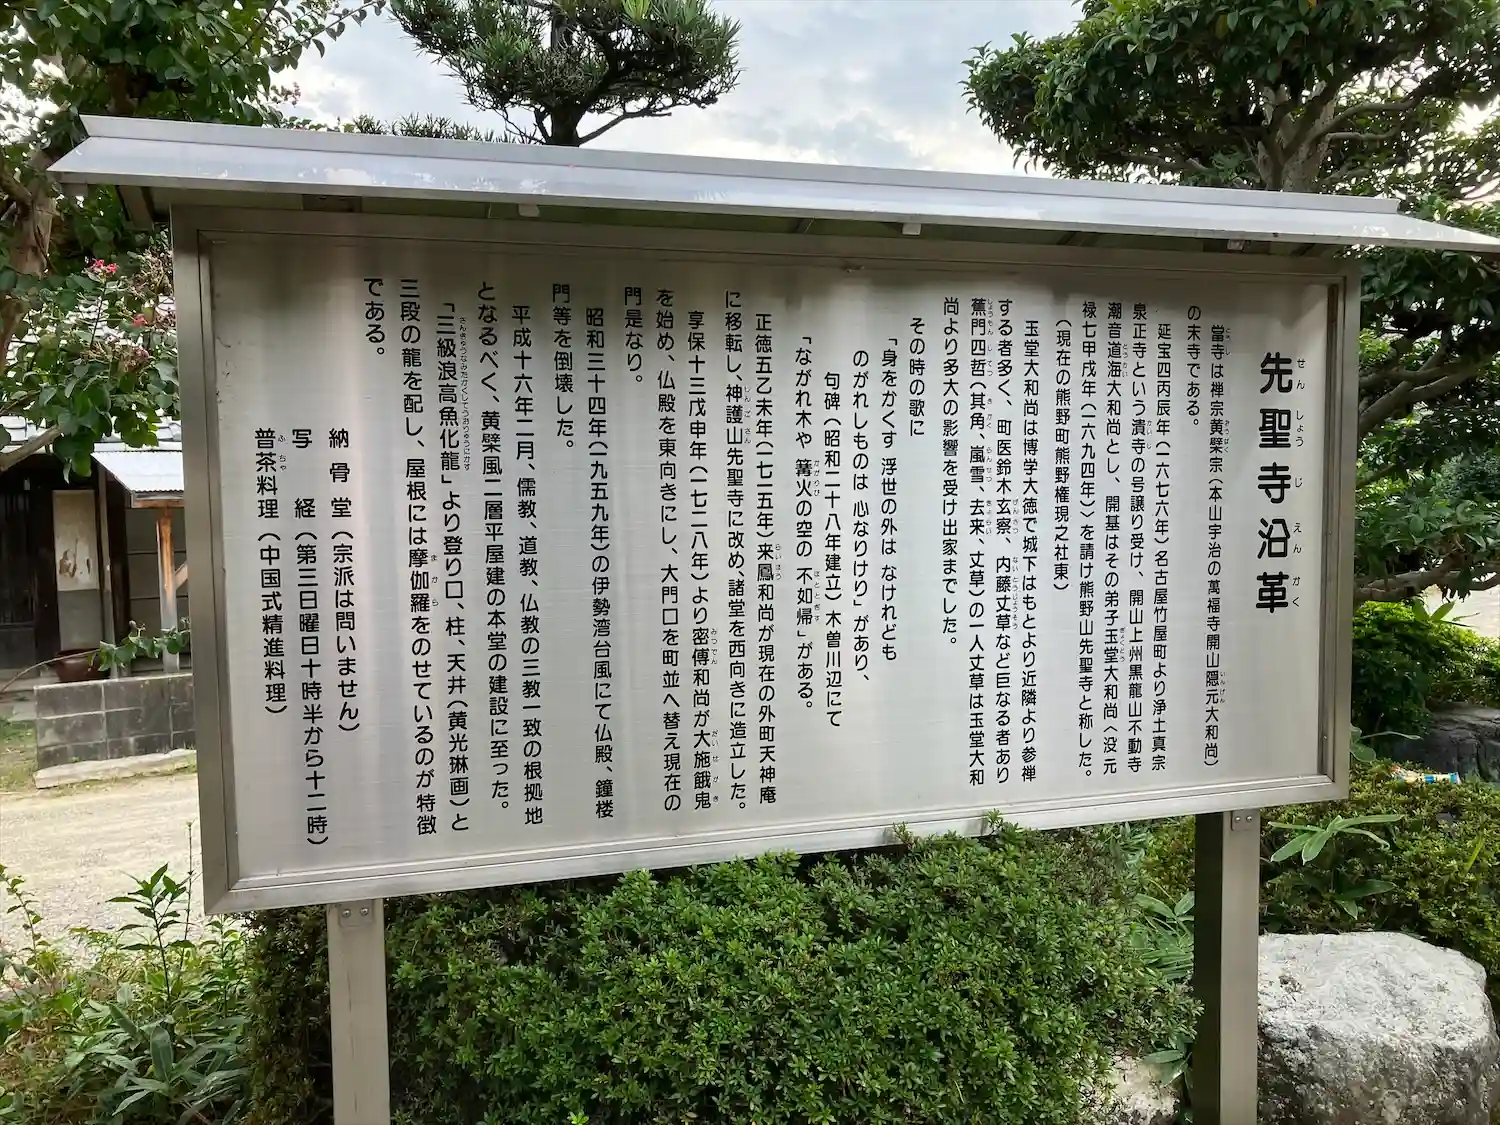 先聖寺沿革
當寺は禅宗黄檗宗(本山宇治の萬福寺開山隠元大和尚)
の末寺である。
延宝四丙辰年(一六七六年)名古屋竹屋町より浄土真宗
泉正寺という潰寺の号譲り受け、開山上州黒龍山不動寺
潮音道海大和尚とし、開基はその弟子玉堂大和尚〈没元
禄七甲戌年(一六九四年)〉を請け熊野山先聖寺と称した。
(現在の熊野町熊野権現之社東)
玉堂大和尚は博学大徳で城下はもとより近隣より参禅
する者多く、町医鈴木玄察、内藤丈草など巨なる者あり
蕉門四哲(其角、嵐雪、去来、丈草)の一人丈草は玉堂大和
尚より多大の影響を受け出家までした。
その時の歌に
「身をかくす 浮世の外は なけれども
のがれしものは 心なりけり」があり、
句碑(昭和二十八年建立)木曽川辺にて
「ながれ木や 篝火の空の 不如帰」がある。
正徳五乙未年(一七一五年)来鳳和尚が現在の外町天神庵
に移転し、神護山先聖寺に改め、諸堂を西向きに造立した。
享保十三戊申年(一七二八年)より密傳和尚が大施餓鬼
を始め、仏殿を東向きにし、大門口を町並へ替え現在の
門是なり。
昭和三十四年(一九五九年)の伊勢湾台風にて仏殿、鐘楼
門等を倒壊した。
平成十六年二月、儒教、道教、仏教の三教一致の根拠地
となるべく、黄檗風二層平屋建の本堂の建設に至った。
「三級浪高魚化龍」より登り口、柱、天井(黄光琳画)と
三段の龍を配し、屋根には摩伽羅をのせているのが特徴
である。
納骨堂(宗派は問いません)
写経(第三日曜日十時半から十二時)
普茶料理(中国式精進料理)